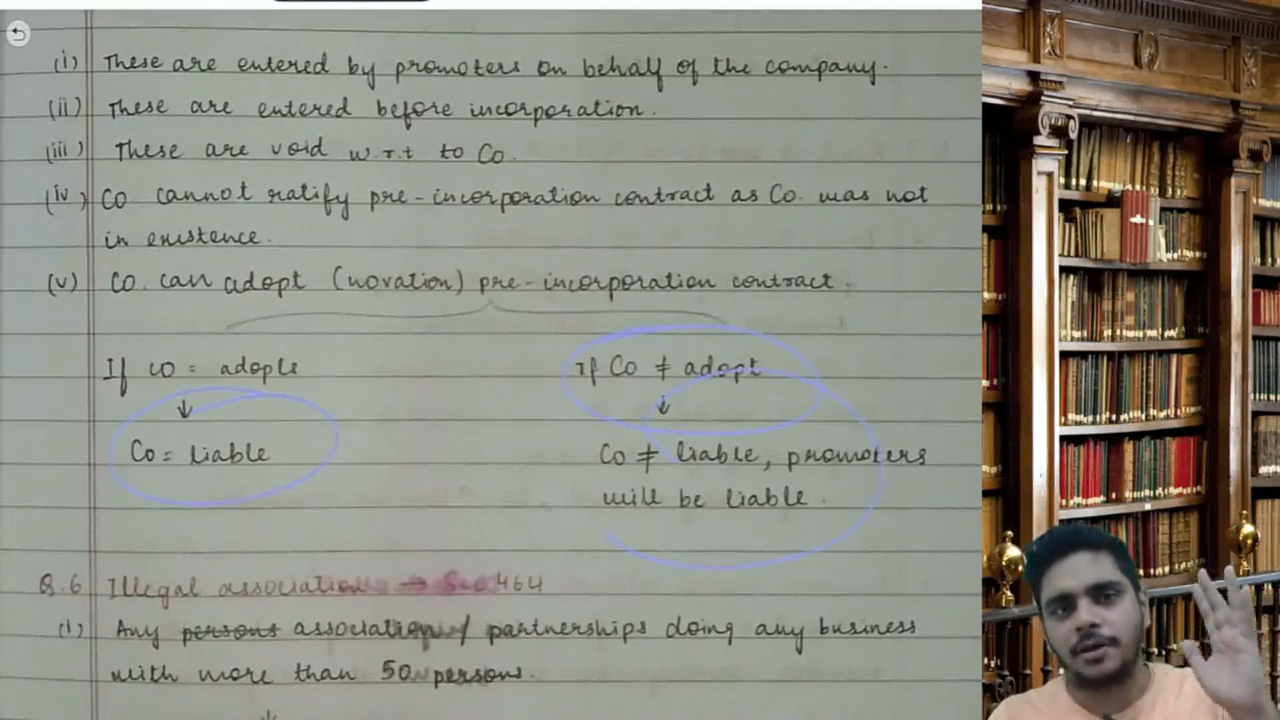 (i) These are entered by promoters on behalf of the company.
(ii) These are entered before incorporation.
(iii) These are void w.r.t to Co.
(iv) Co cannot ratify pre-incorporation contract as Co. was not
in existence.
(v) Co. can adopt (novation) pre-incorporation contract.
If co = adopts If Co ≠ adopt
↓ ↓
Co = liable Co ≠ liable, promoters
will be liable.
Q.6 Illegal associations → Sec 464
(i) Any persons association/ partnerships doing any business
with more than 50 persons.